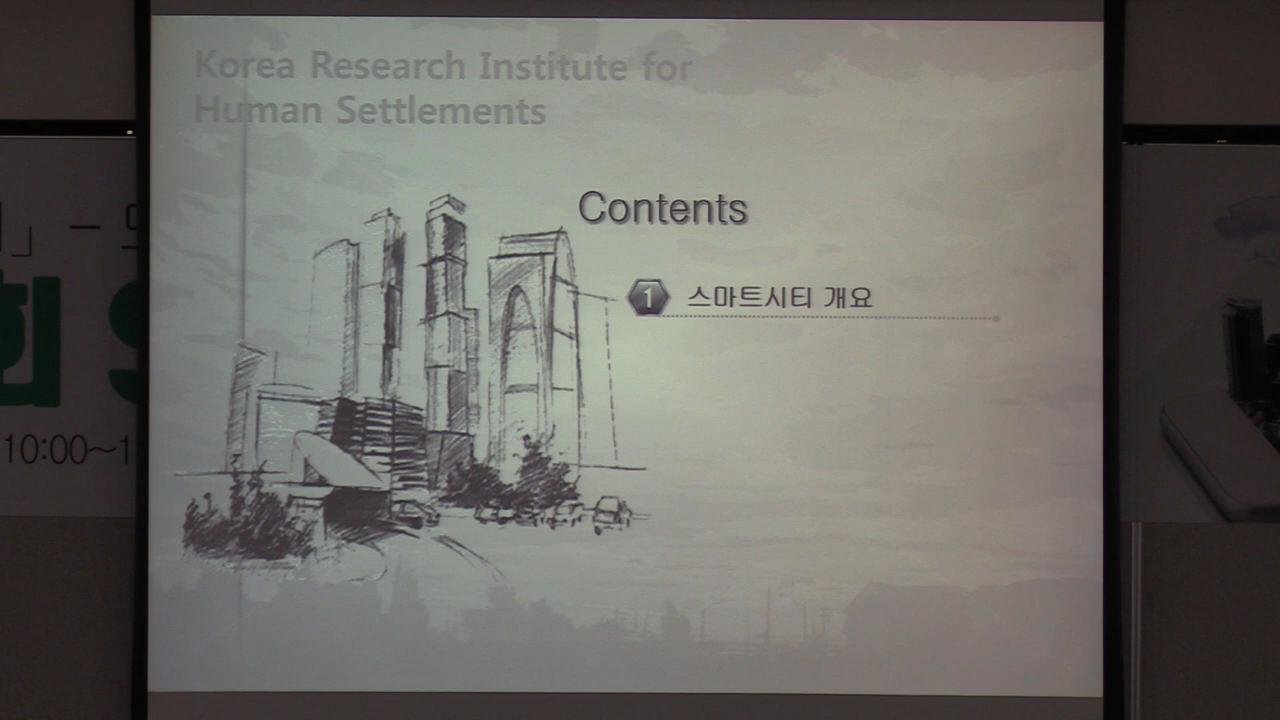 Korea Research Institute for
Human Settlements
Contents
1 스마트시티 개요
10:00~1